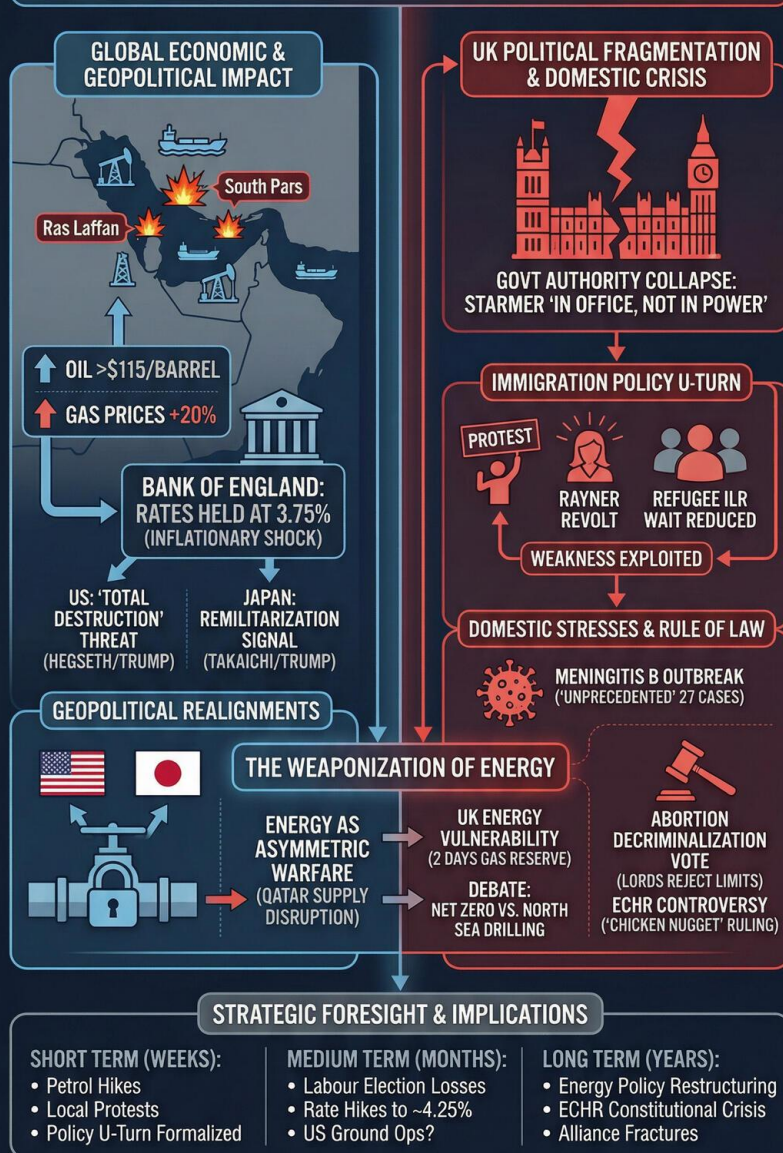 GLOBAL ECONOMIC &
GEOPOLITICAL IMPACT
South Pars
Ras Laffan
OIL >$115/BARREL
GAS PRICES +20%
BANK OF ENGLAND:
RATES HELD AT 3.75%
(INFLATIONARY SHOCK)
US: ‘TOTAL
DESTRUCTION’
THREAT
(HEGSETH/TRUMP)
JAPAN:
REMILITARIZATION
SIGNAL
(TAKAICHI/TRUMP)
UK POLITICAL FRAGMENTATION
& DOMESTIC CRISIS
GOVT AUTHORITY COLLAPSE:
STARMER ‘IN OFFICE, NOT IN POWER’
IMMIGRATION POLICY U-TURN
PROTEST
RAYNER
REVOLT
REFUGEE ILR
WAIT REDUCED
WEAKNESS EXPLOITED
DOMESTIC STRESSES & RULE OF LAW
MENINGITIS B OUTBREAK
(‘UNPRECEDENTED’ 27 CASES)
ABORTION
DECRIMINALIZATION
VOTE
(LORDS REJECT LIMITS)
ECHR CONTROVERSY
(‘CHICKEN NUGGET’ RULING)
GEOPOLITICAL REALIGNMENTS
THE WEAPONIZATION OF ENERGY
ENERGY AS
ASYMMETRIC
WARFARE
(QATAR SUPPLY
DISRUPTION)
UK ENERGY
VULNERABILITY
(2 DAYS GAS RESERVE)
DEBATE:
NET ZERO VS. NORTH
SEA DRILLING
STRATEGIC FORESIGHT & IMPLICATIONS
SHORT TERM (WEEKS):
• Petrol Hikes
• Local Protests
• Policy U-Turn Formalized
MEDIUM TERM (MONTHS):
• Labour Election Losses
• Rate Hikes to ~4.25%
• US Ground Ops?
LONG TERM (YEARS):
• Energy Policy Restructuring
• ECHR Constitutional Crisis
• Alliance Fractures